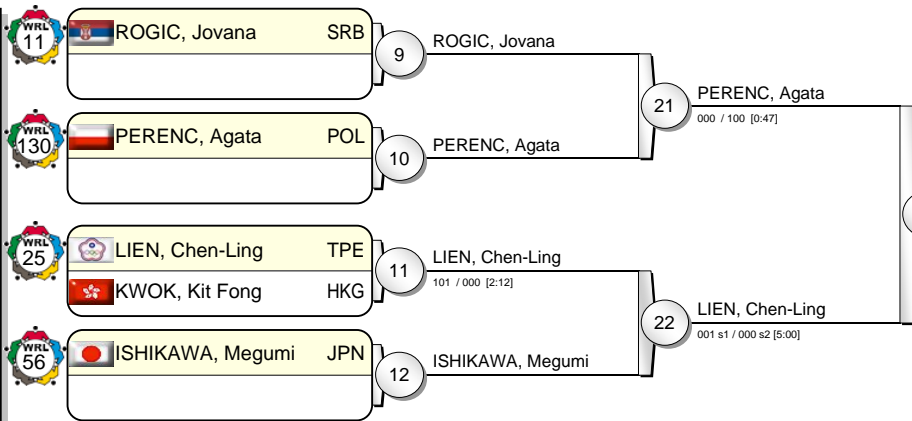 WRL
11
ROGIC, Jovana SRB
9
ROGIC, Jovana
21
PERENC, Agata
000 / 100 [0:47]
WRL
130
PERENC, Agata POL
10
PERENC, Agata
WRL
25
LIEN, Chen-Ling TPE
KWOK, Kit Fong HKG
11
LIEN, Chen-Ling
101 / 000 [2:12]
22
LIEN, Chen-Ling
001 s1 / 000 s2 [5:00]
WRL
56
ISHIKAWA, Megumi JPN
12
ISHIKAWA, Megumi